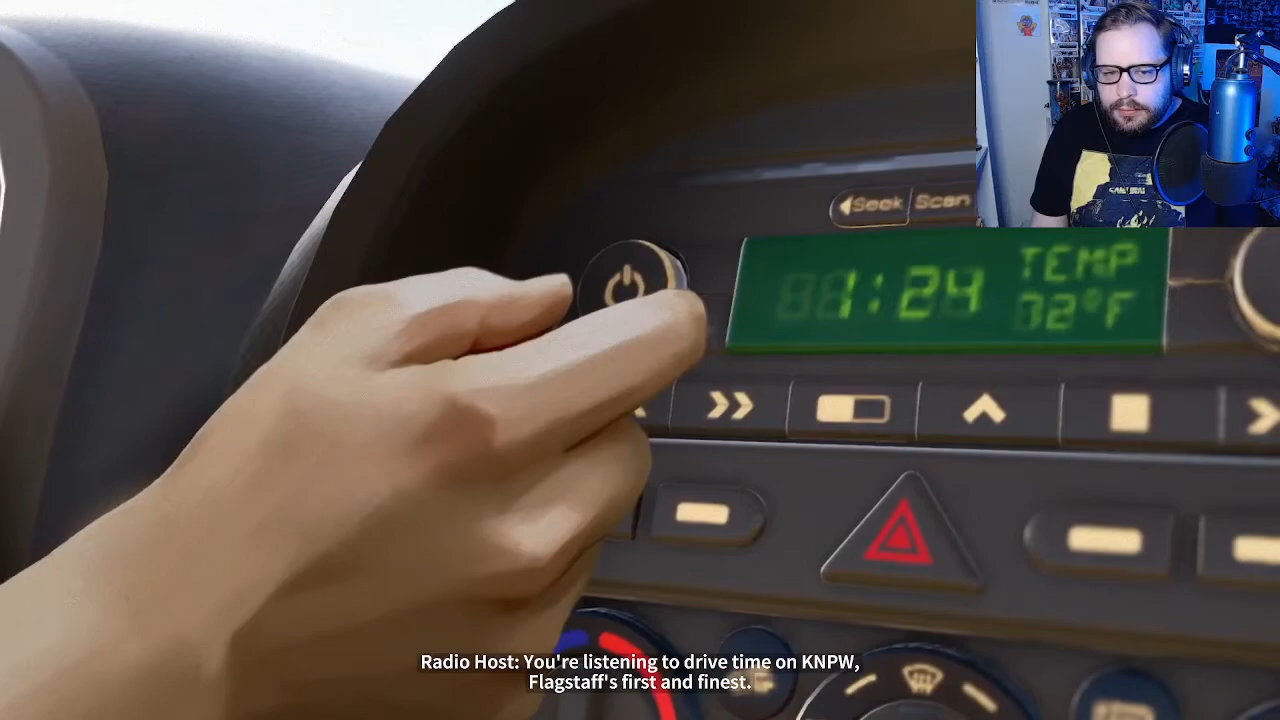 Seek Scan
1:24 TEMP
72°F
Radio Host: You're listening to drive time on KNPW,
Flagstaff's first and finest.